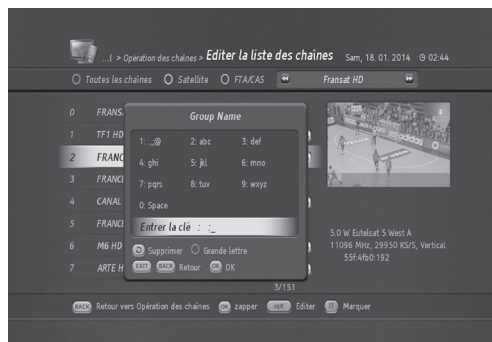 ...l > Opération des chaînes > Editer la liste des chaînes Sam, 18. 01. 2014 02:44
Toutes les chaînes Satellite FTA/CAS Fransat HD
0 FRANS
1 TF1 HD
2 FRANC
3 FRANCE
4 CANAL
5 FRANCE
6 M6 HD
7 ARTE H
Group Name
1: ._@ 2: abc 3: def
4: ghi 5: jkl 6: mno
7: pqrs 8: tuv 9: wxyz
0: Space
Entrer la clè : :_
Supprimer Grande lettre
EXIT BACK Retour OK OK
3/151
adidas
5.0 W Eutelsat 5 West A
11096 MHz, 29950 KS/S, Vertical
55f:4fb0:192
BACK Retour vers Opération des chaînes OK zapper opt Editer Marquer